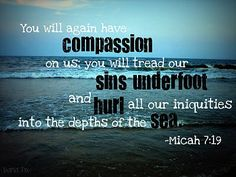 You will again have
compassion
on us; you will tread our
sins underfoot
and hurl all our iniquities
into the depths of the sea.
~Micah 7:19